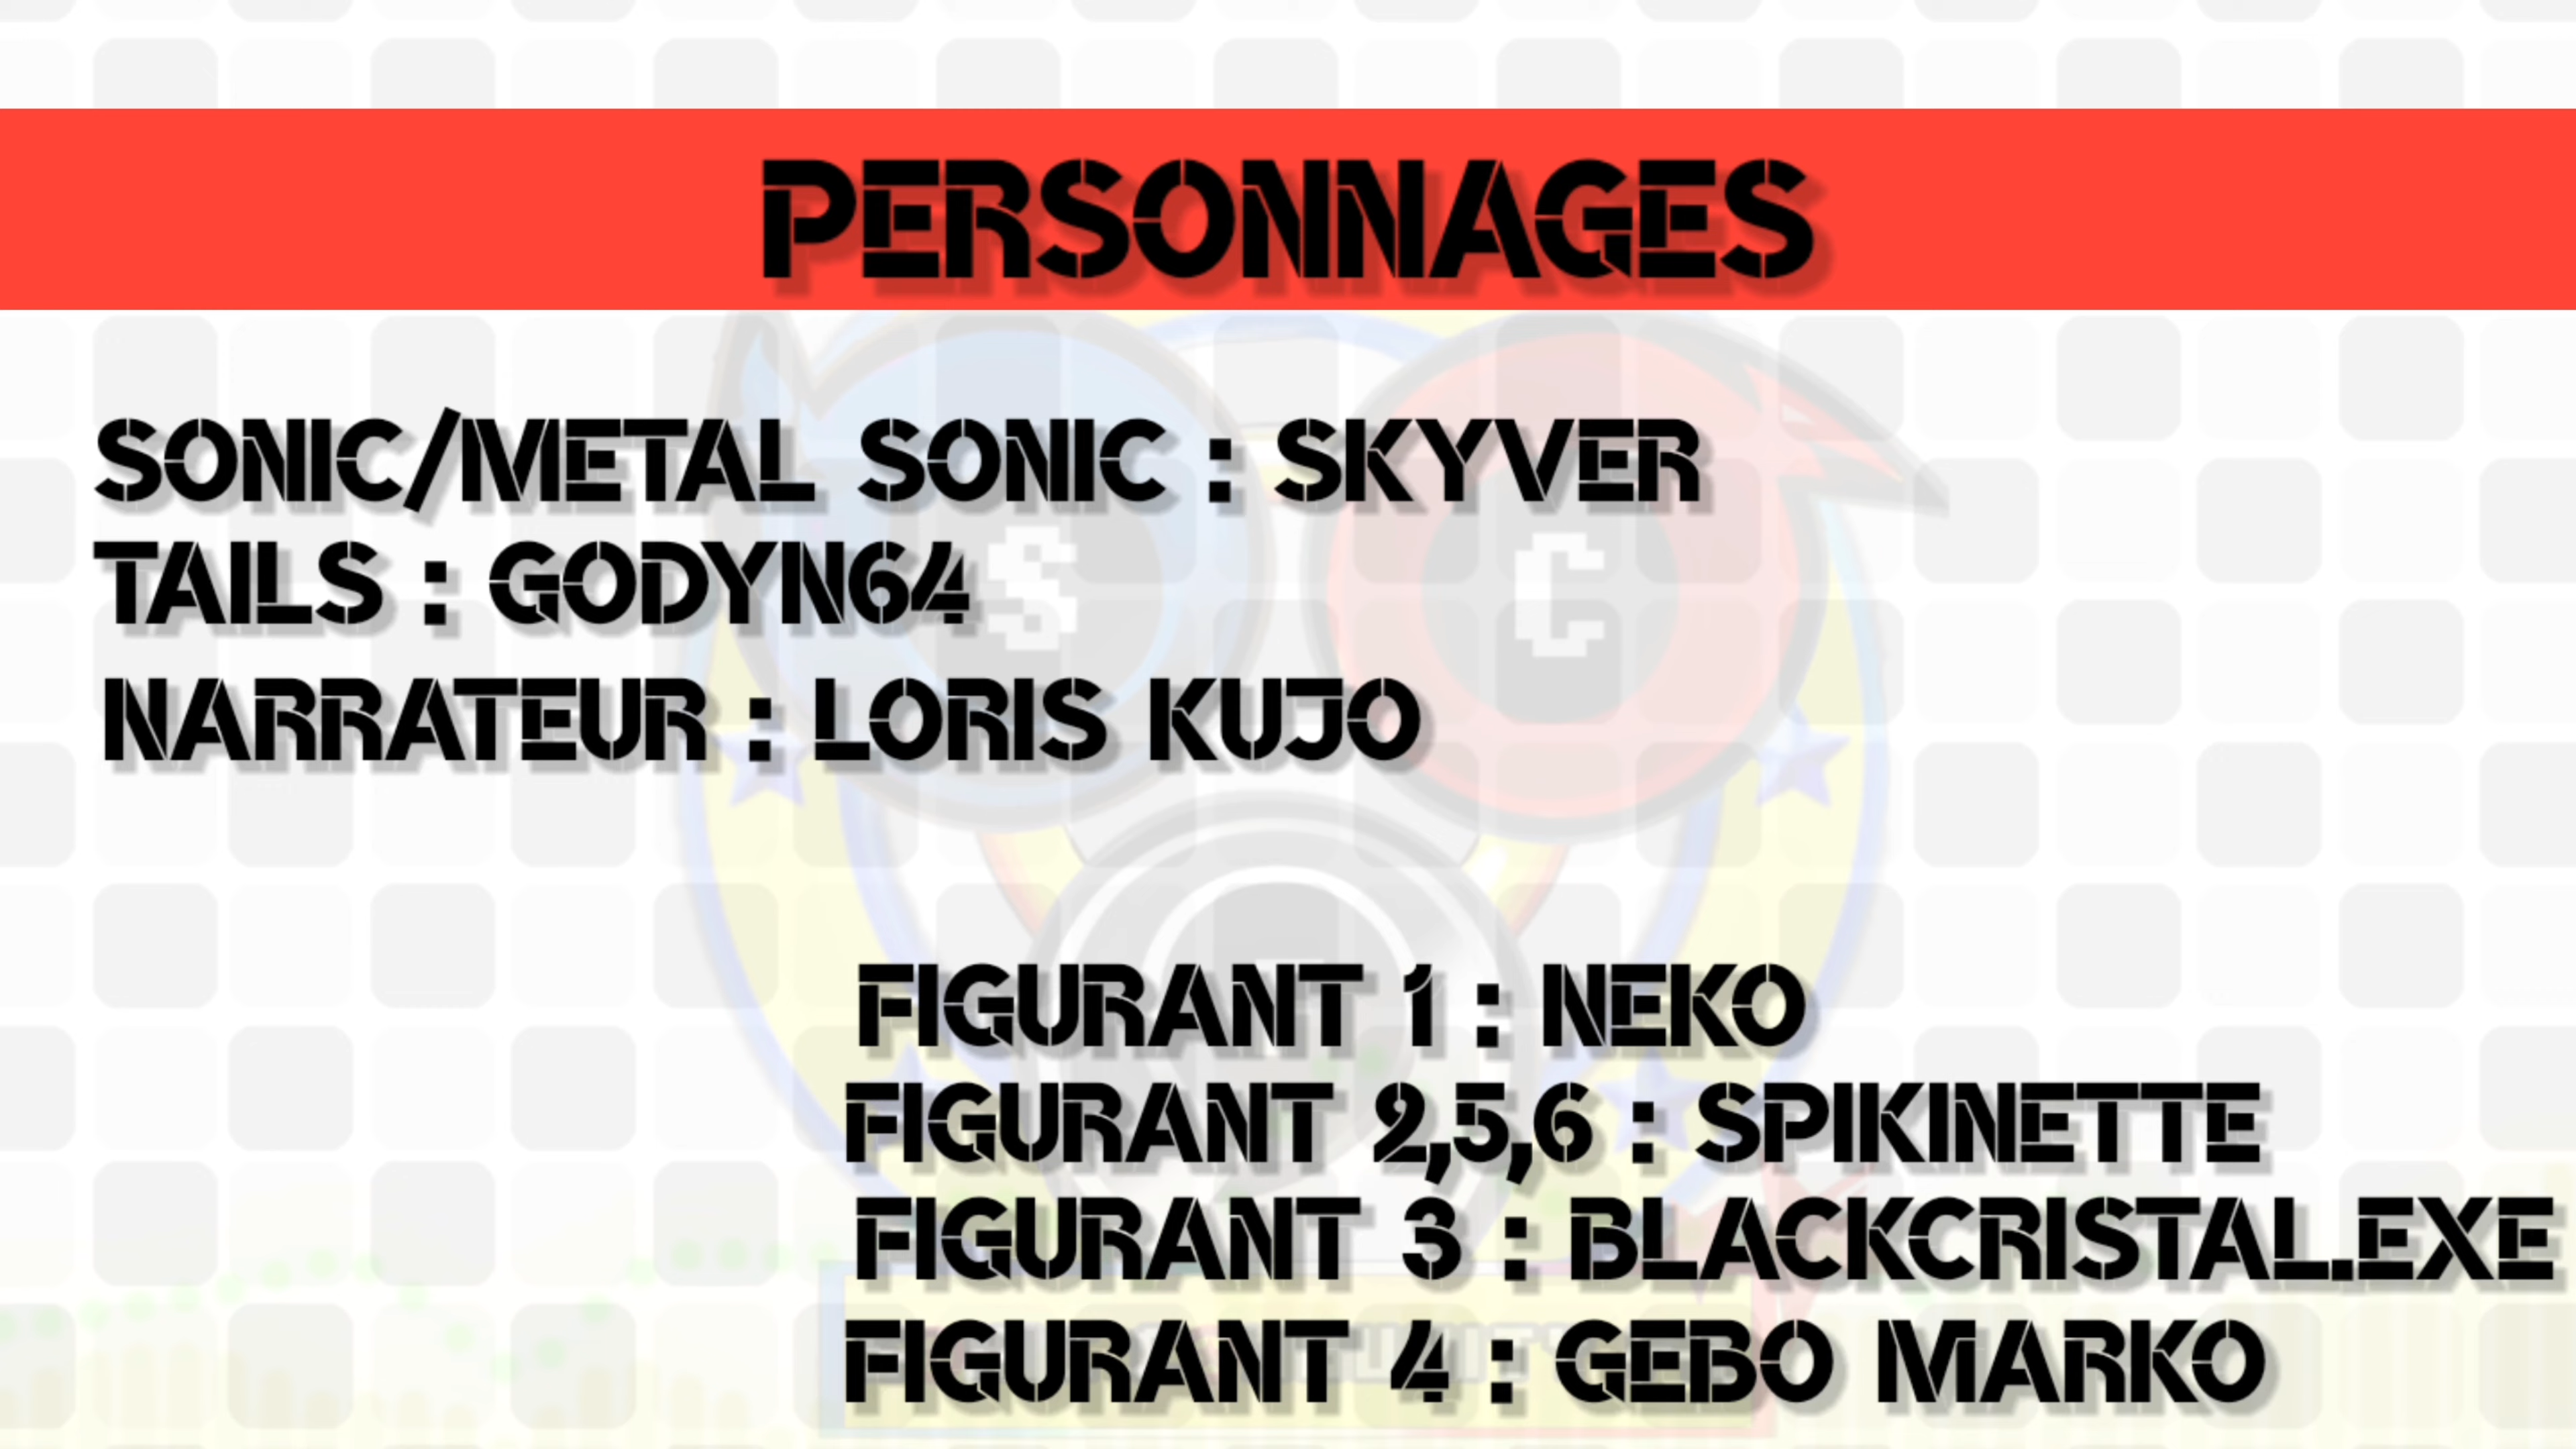 PERSONNAGES
SONIC/METAL SONIC : SKYVER
TAILS : GODYN64
S C
NARRATEUR : LORIS KUJO
FIGURANT 1 : NEKO
FIGURANT 2,5,6 : SPIKINETTE
FIGURANT 3 : BLACKCRISTAL.EXE
FIGURANT 4 : GEBO MARKO